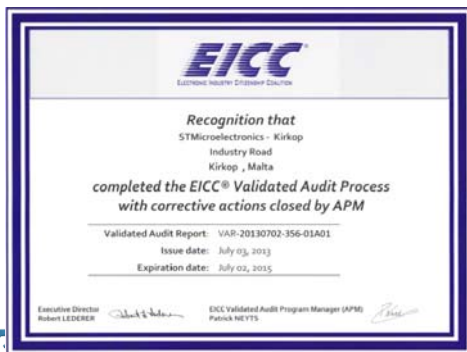 EICC®
ELECTRONIC INDUSTRY CITIZENSHIP COALITION
Recognition that
STMicroelectronics - Kirkop
Industry Road
Kirkop , Malta
completed the EICC® Validated Audit Process
with corrective actions closed by APM
Validated Audit Report: VAR-20130702-356-01A01
Issue date: July 03, 2013
Expiration date: July 02, 2015
Executive Director
Robert LEDERER
EICC Validated Audit Program Manager (APM)
Patrick NEYTS